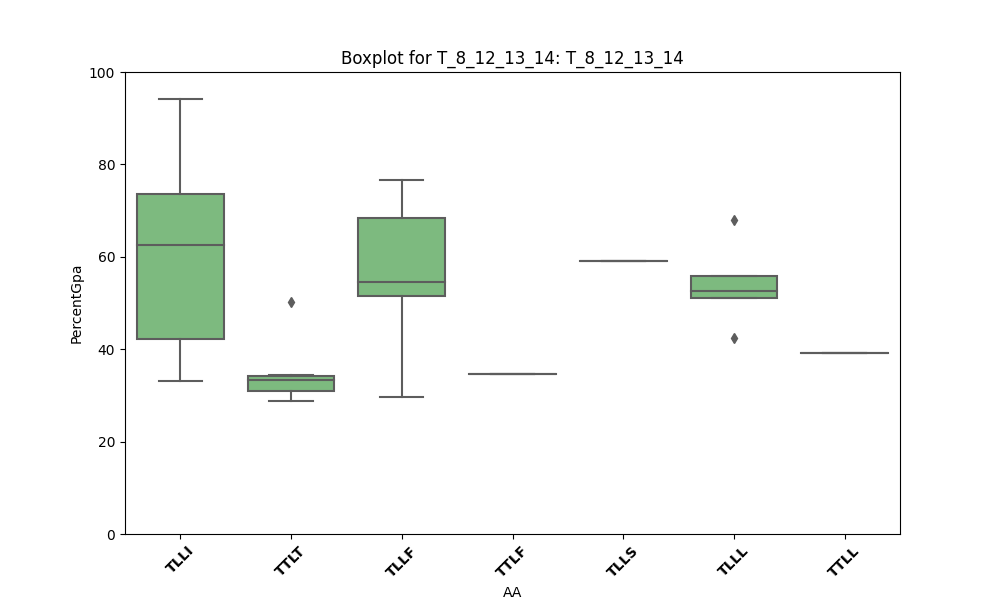 Boxplot for T_8_12_13_14: T_8_12_13_14
100
80
60
40
20
0
PercentGpa
TLLI
TTLT
TLLF
TTLF
TLLS
TLLL
TTLL
AA